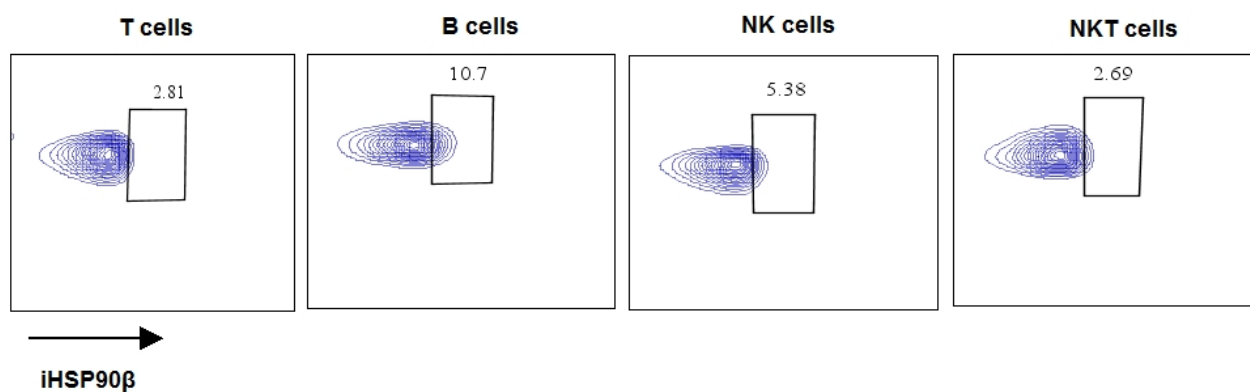 T cells
B cells
NK cells
NKT cells
2.81
10.7
5.38
2.69
iHSP90β